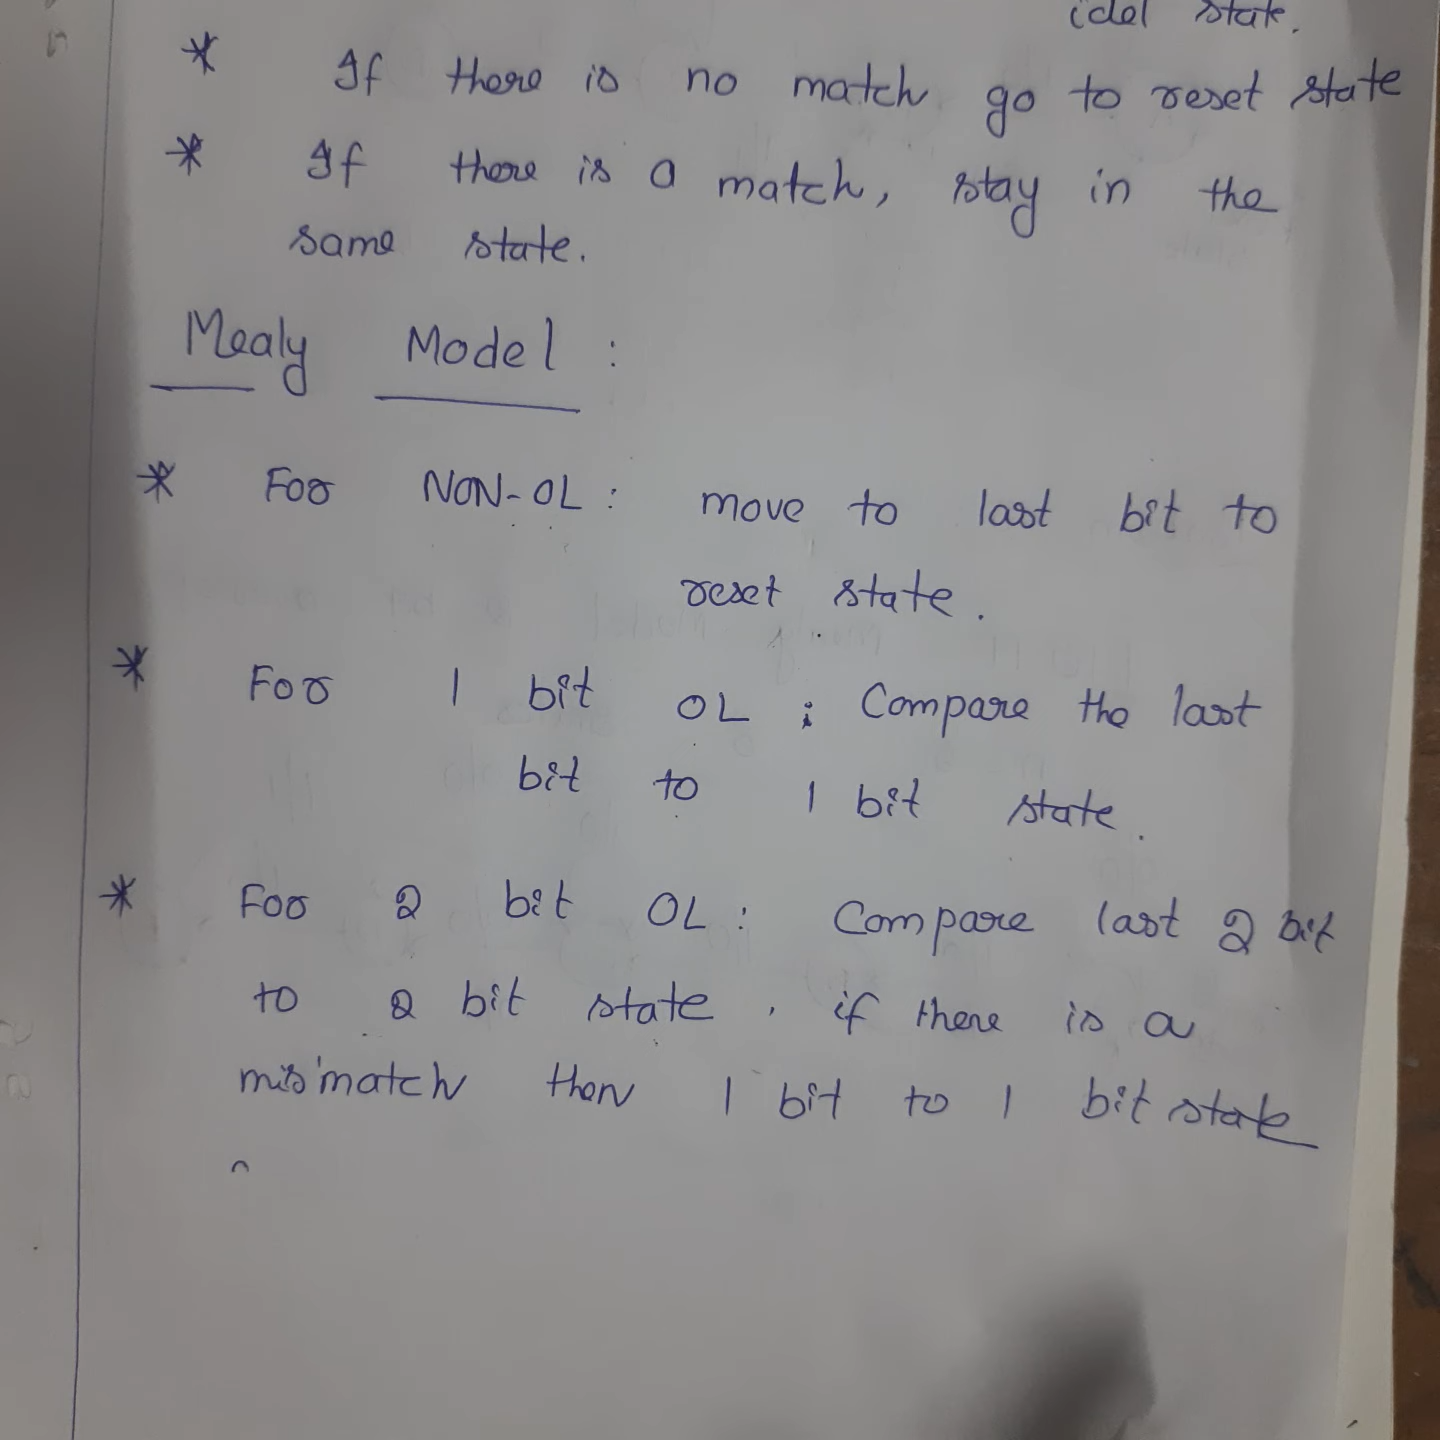 idel state.
* If there is no match go to reset state
* If there is a match, stay in the
same state.
Mealy Model :
* For NON-OL : move to last bit to
reset state.
* For 1 bit OL ; Compare the last
bit to 1 bit state.
* For 2 bit OL : Compare last 2 bit
to 2 bit state, if there is a
mismatch then 1 bit to 1 bit state